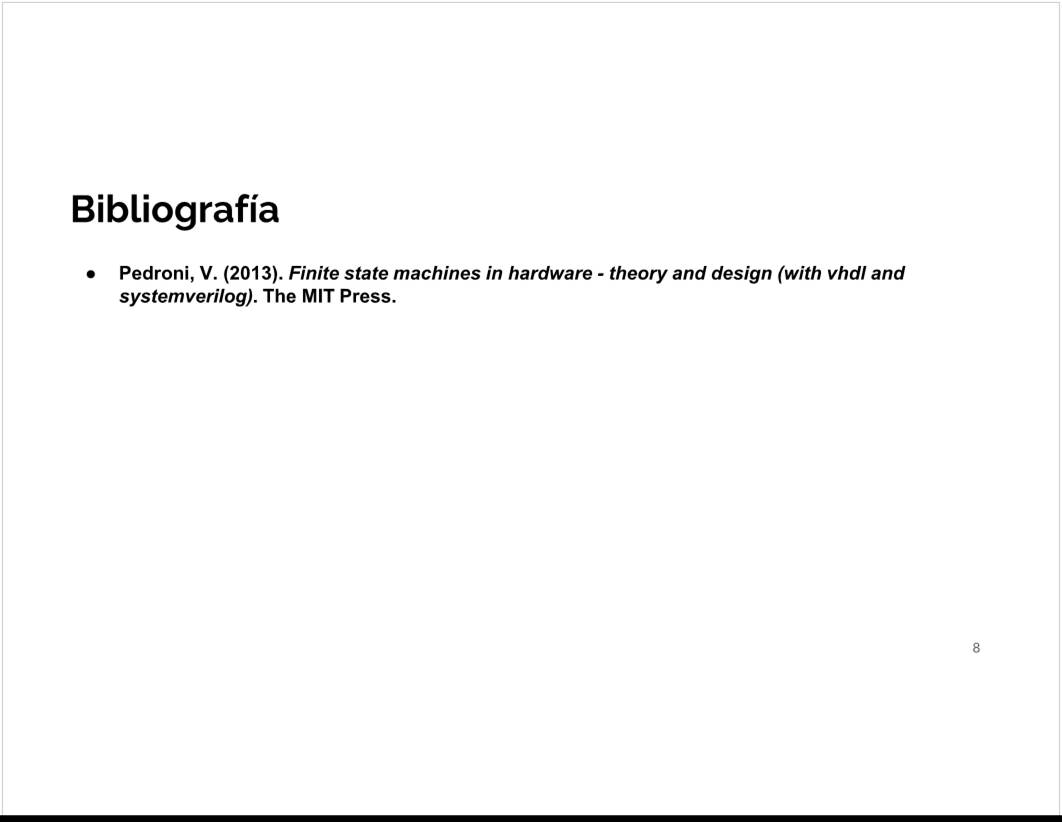 Bibliografía
● Pedroni, V. (2013). Finite state machines in hardware - theory and design (with vhdl and
systemverilog). The MIT Press.
8